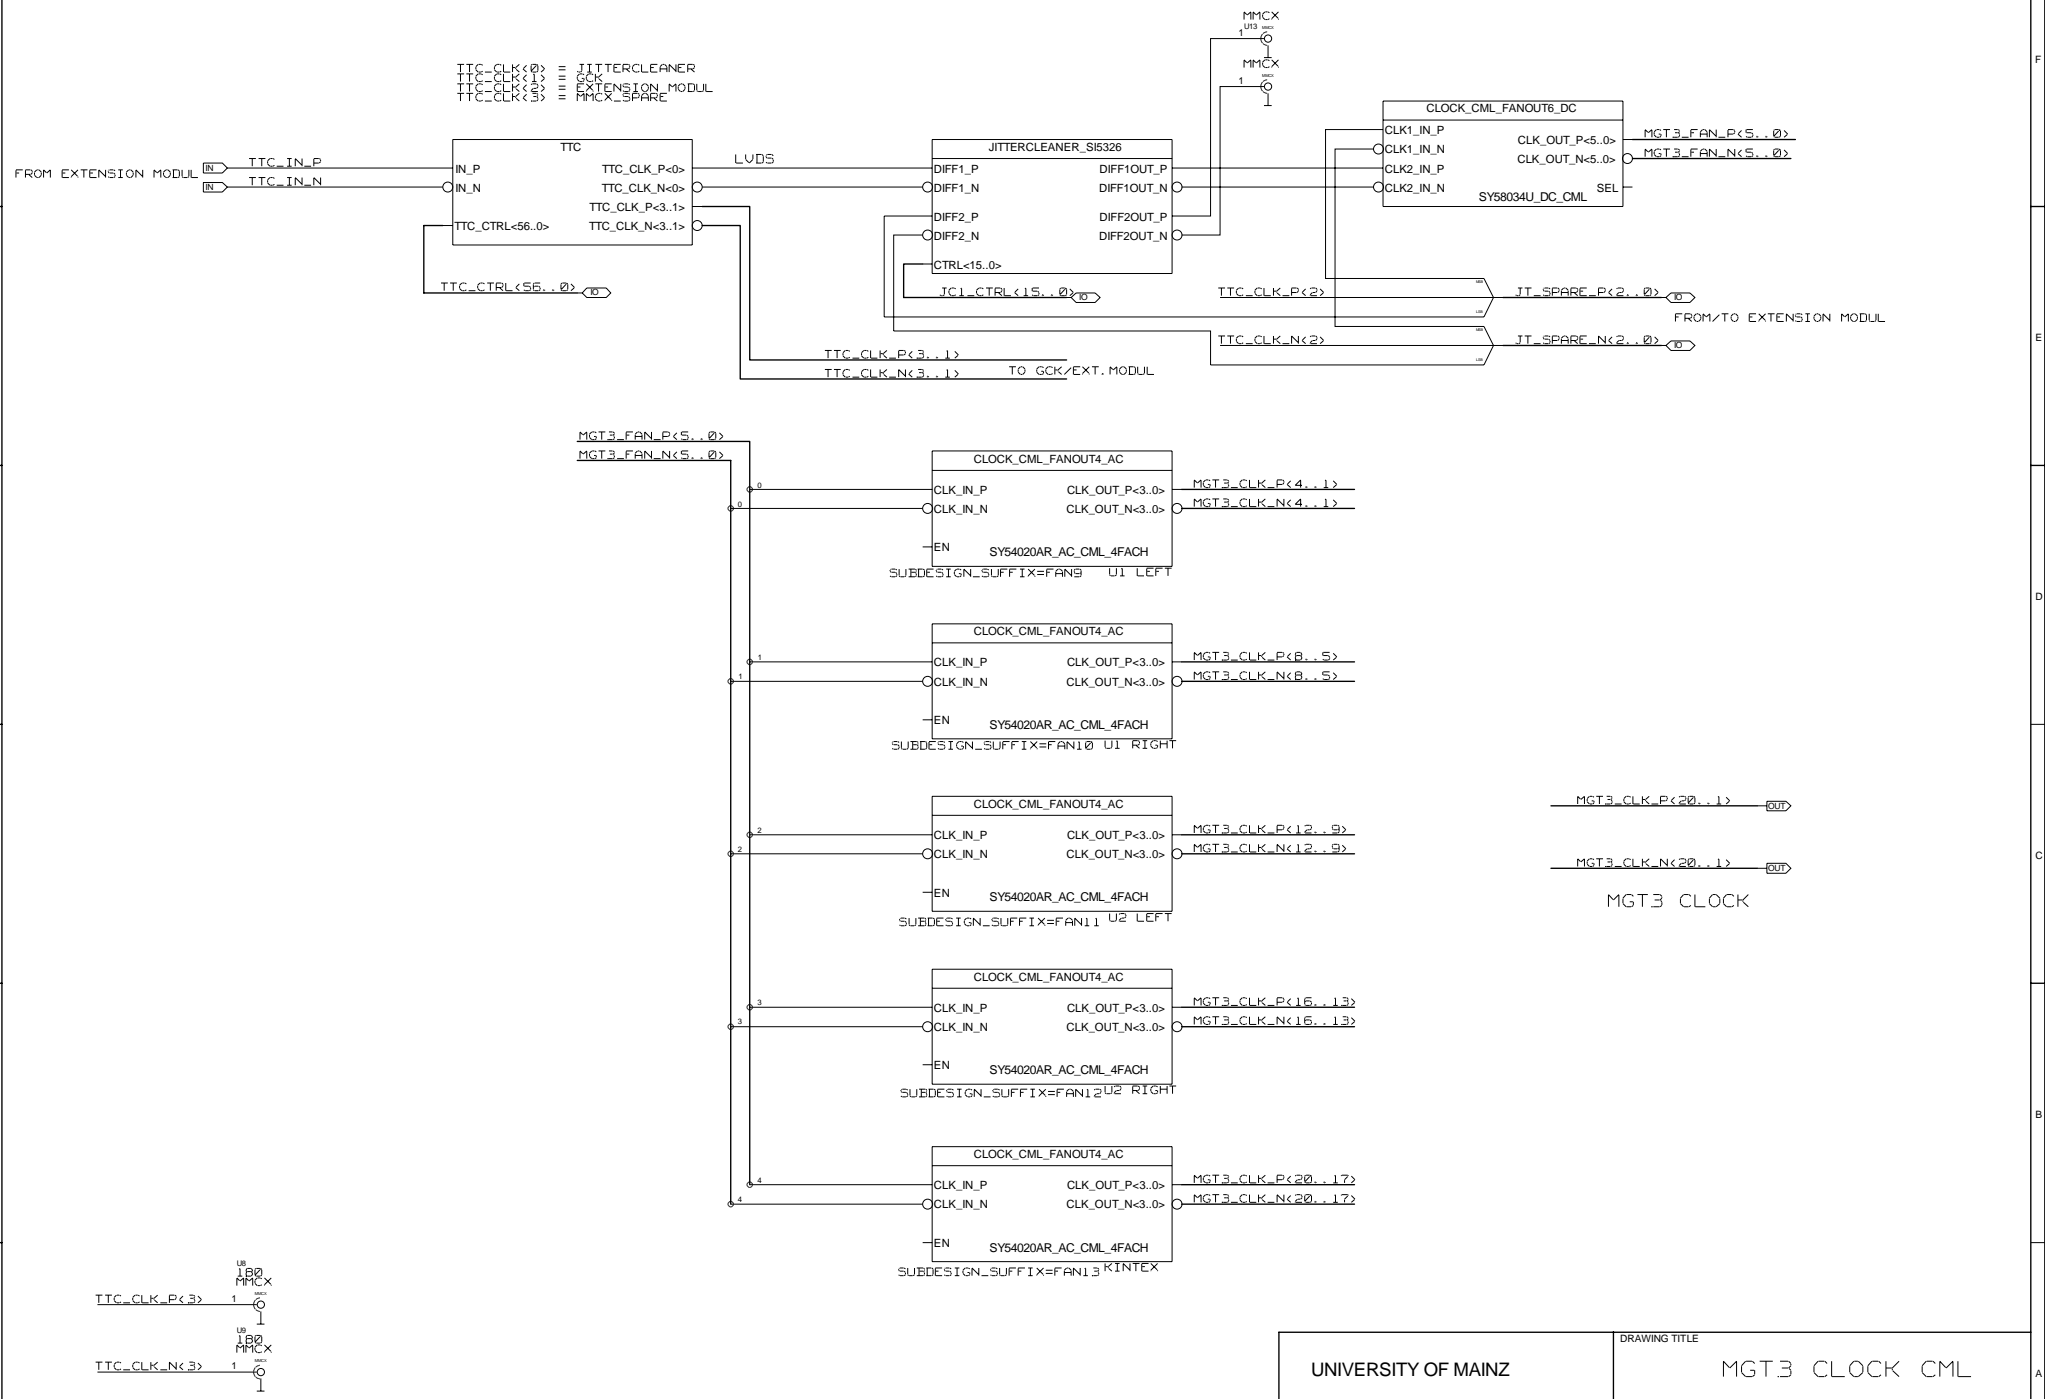 MMCX
U13 MMCX
1
MMCX
MMCX
1
F
TTC_CLK<0> = JITTERCLEANER
TTC_CLK<1> = GCK
TTC_CLK<2> = EXTENSION MODUL
TTC_CLK<3> = MMCX_SPARE
FROM EXTENSION MODUL
IN
TTC_IN_P
IN
TTC_IN_N
TTC
IN_P
IN_N
TTC_CTRL<56..0>
TTC_CLK_P<0>
TTC_CLK_N<0>
TTC_CLK_P<3..1>
TTC_CLK_N<3..1>
LVDS
TTC_CTRL<56..0>
IO
JITTERCLEANER_SI5326
DIFF1_P
DIFF1_N
DIFF2_P
DIFF2_N
CTRL<15..0>
DIFF1OUT_P
DIFF1OUT_N
DIFF2OUT_P
DIFF2OUT_N
JC1_CTRL<15..0>
IO
CLOCK_CML_FANOUT6_DC
CLK1_IN_P
CLK1_IN_N
CLK2_IN_P
CLK2_IN_N
CLK_OUT_P<5..0>
CLK_OUT_N<5..0>
SEL
SY58034U_DC_CML
MGT3_FAN_P<5..0>
MGT3_FAN_N<5..0>
TTC_CLK_P<2>
MSB
LSB
JT_SPARE_P<2..0>
IO
FROM/TO EXTENSION MODUL
TTC_CLK_N<2>
MSB
LSB
JT_SPARE_N<2..0>
IO
E
TTC_CLK_P<3..1>
TTC_CLK_N<3..1>
TO GCK/EXT.MODUL
MGT3_FAN_P<5..0>
MGT3_FAN_N<5..0>
CLOCK_CML_FANOUT4_AC
0
CLK_IN_P
CLK_OUT_P<3..0>
MGT3_CLK_P<4..1>
0
CLK_IN_N
CLK_OUT_N<3..0>
MGT3_CLK_N<4..1>
EN
SY54020AR_AC_CML_4FACH
SUBDESIGN_SUFFIX=FAN9
U1 LEFT
D
CLOCK_CML_FANOUT4_AC
1
CLK_IN_P
CLK_OUT_P<3..0>
MGT3_CLK_P<8..5>
1
CLK_IN_N
CLK_OUT_N<3..0>
MGT3_CLK_N<8..5>
EN
SY54020AR_AC_CML_4FACH
SUBDESIGN_SUFFIX=FAN10
U1 RIGHT
CLOCK_CML_FANOUT4_AC
2
CLK_IN_P
CLK_OUT_P<3..0>
MGT3_CLK_P<12..9>
2
CLK_IN_N
CLK_OUT_N<3..0>
MGT3_CLK_N<12..9>
EN
SY54020AR_AC_CML_4FACH
SUBDESIGN_SUFFIX=FAN11
U2 LEFT
MGT3_CLK_P<20..1>
OUT
MGT3_CLK_N<20..1>
OUT
MGT3 CLOCK
C
CLOCK_CML_FANOUT4_AC
3
CLK_IN_P
CLK_OUT_P<3..0>
MGT3_CLK_P<16..13>
3
CLK_IN_N
CLK_OUT_N<3..0>
MGT3_CLK_N<16..13>
EN
SY54020AR_AC_CML_4FACH
SUBDESIGN_SUFFIX=FAN12
U2 RIGHT
B
CLOCK_CML_FANOUT4_AC
4
CLK_IN_P
CLK_OUT_P<3..0>
MGT3_CLK_P<20..17>
4
CLK_IN_N
CLK_OUT_N<3..0>
MGT3_CLK_N<20..17>
EN
SY54020AR_AC_CML_4FACH
SUBDESIGN_SUFFIX=FAN13
KINTEX
U8
180
MMCX
MMCX
TTC_CLK_P<3>
1
U9
180
MMCX
MMCX
TTC_CLK_N<3>
1
UNIVERSITY OF MAINZ
DRAWING TITLE
MGT3 CLOCK CML
A